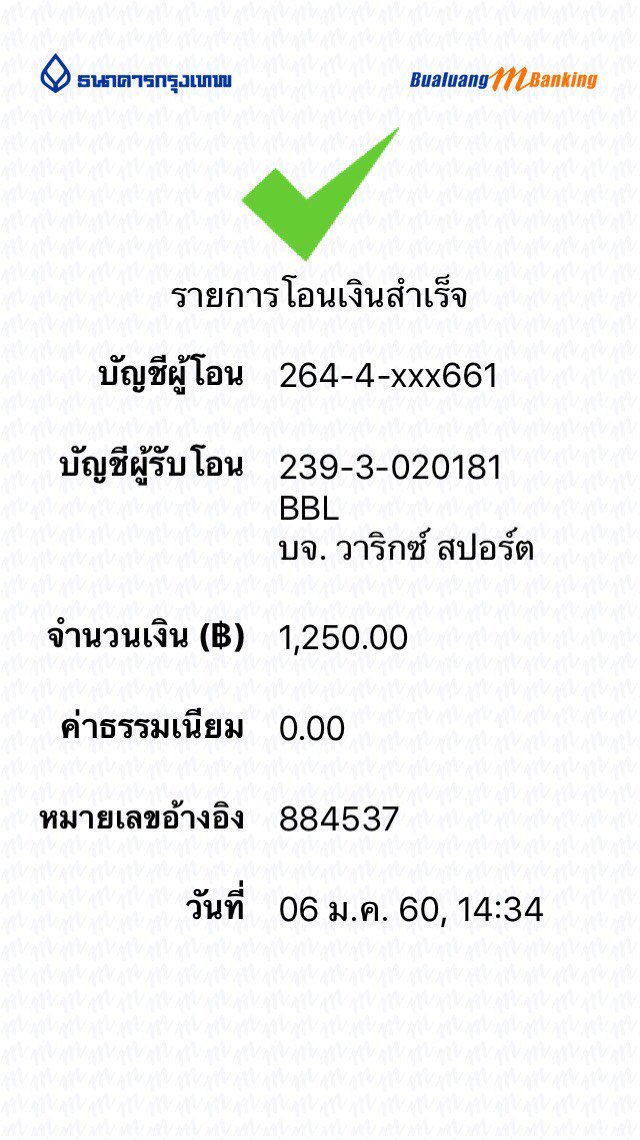 ธนาคารกรุงเทพ
Bualuang mBanking
รายการโอนเงินสำเร็จ
บัญชีผู้โอน 264-4-xxx661
บัญชีผู้รับโอน 239-3-020181
BBL
บจ. วาริกซ์ สปอร์ต
จำนวนเงิน (฿) 1,250.00
ค่าธรรมเนียม 0.00
หมายเลขอ้างอิง 884537
วันที่ 06 ม.ค. 60, 14:34